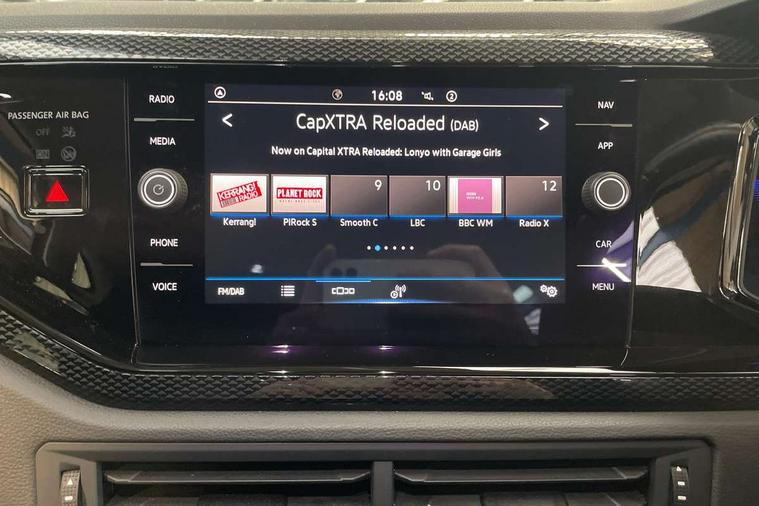 RADIO
MEDIA
PHONE
VOICE
PASSENGER AIR BAG
OFF
ON
16:08
2
CapXTRA Reloaded (DAB)
Now on Capital XTRA Reloaded: Lonyo with Garage Girls
KERRANG!
RADIO
PLANET ROCK
9
10
12
Kerrang!
PlRock S
Smooth C
LBC
BBC WM
Radio X
FM/DAB
NAV
APP
CAR
MENU